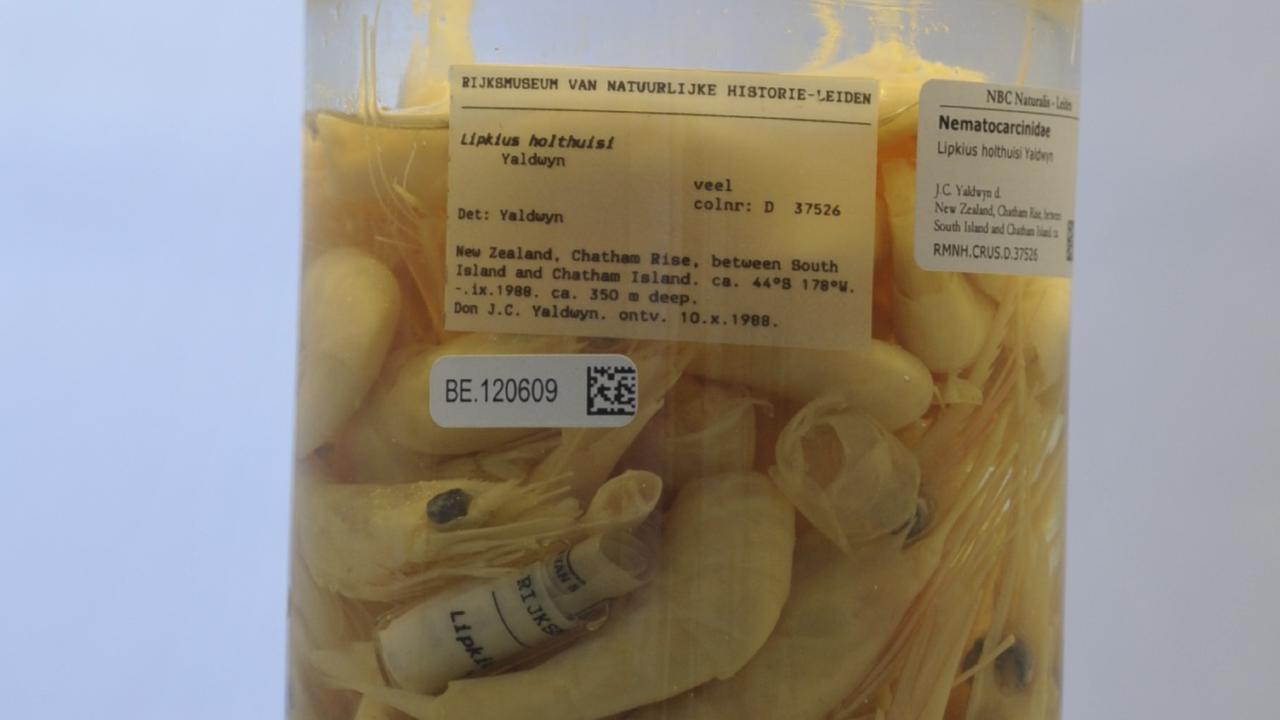 RIJKSMUSEUM VAN NATUURLIJKE HISTORIE-LEIDEN
Lipkius holthuisi
Yaldwyn
veel
colnr: D 37526
Det: Yaldwyn
New Zealand, Chatham Rise, between South
Island and Chatham Island. ca. 44°S 178°W.
-.ix.1988. ca. 350 m deep.
Don J.C. Yaldwyn. ontv. 10.x.1988.
NBC Naturalis - Leiden
Nematocarcinidae
Lipkius holthuisi Yaldwyn
J.C. Yaldwyn d.
New Zealand, Chatham Rise, between
South Island and Chatham Island ca
RMNH.CRUS.D.37526
BE.120609
RIJKS
Lipki